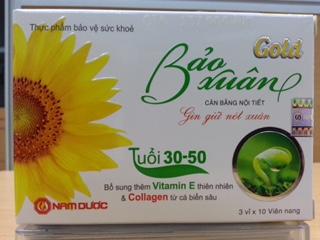 Thực phẩm bảo vệ sức khoẻ
Gold
Bảo
xuân
CÂN BẰNG NỘI TIẾT
Gìn giữ nét xuân
Tuổi 30-50
Bổ sung thêm Vitamin E thiên nhiên
& Collagen từ cá biển sâu
NAM DƯỢC
3 vỉ x 10 Viên nang